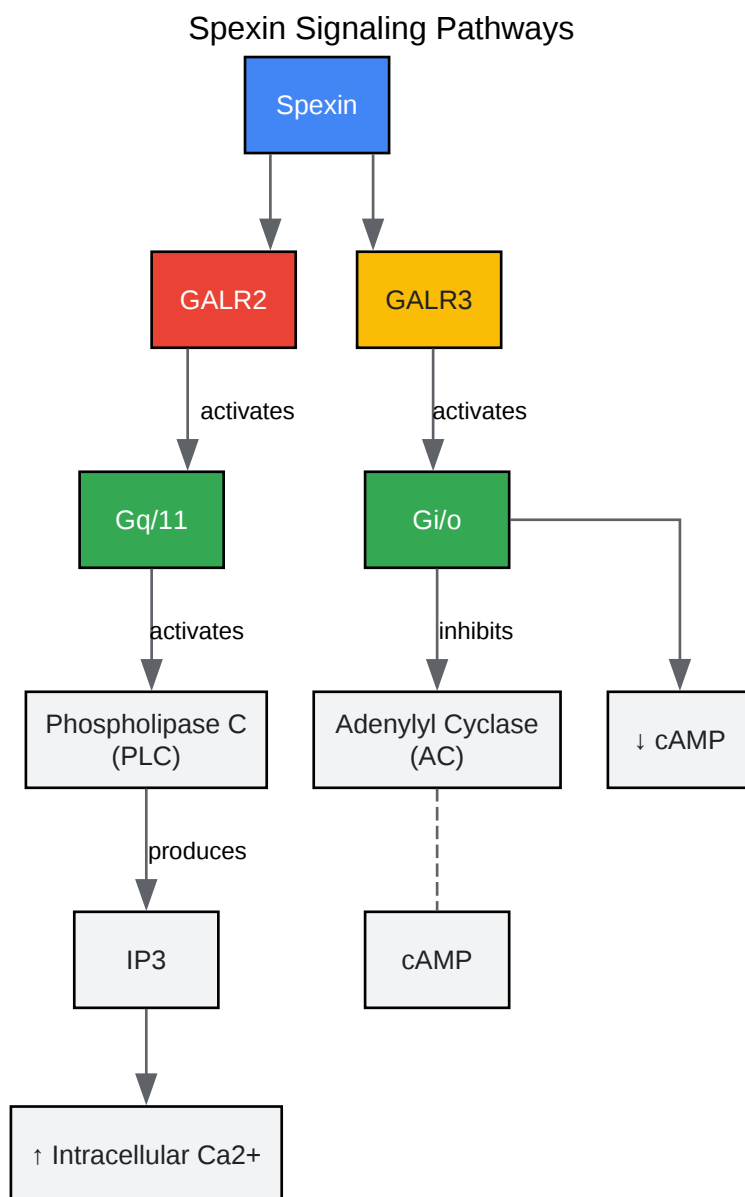 Spexin Signaling Pathways
Spexin
GALR2
GALR3
activates
activates
Gq/11
Gi/o
activates
inhibits
Phospholipase C
(PLC)
Adenylyl Cyclase
(AC)
↓ cAMP
produces
IP3
cAMP
↑ Intracellular Ca2+